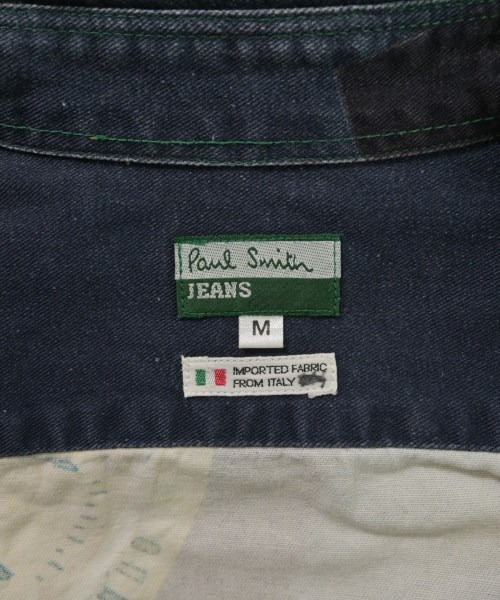 Paul Smith
JEANS
M
IMPORTED FABRIC
FROM ITALY